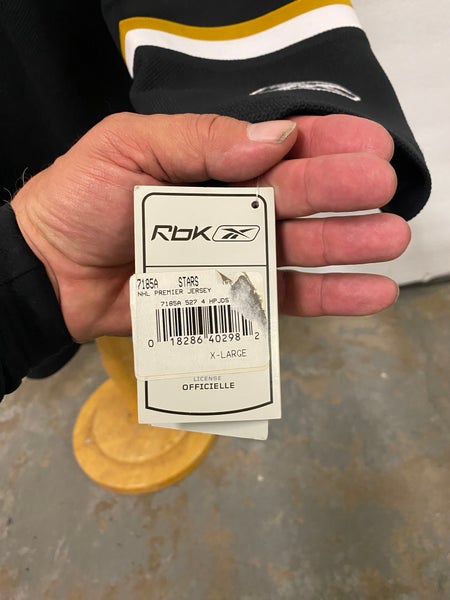 RbK
7185A STARS
NHL PREMIER JERSEY
7185A 527 4 HPJDS
0 18286 40298 2
X-LARGE
LICENSE
OFFICIELLE